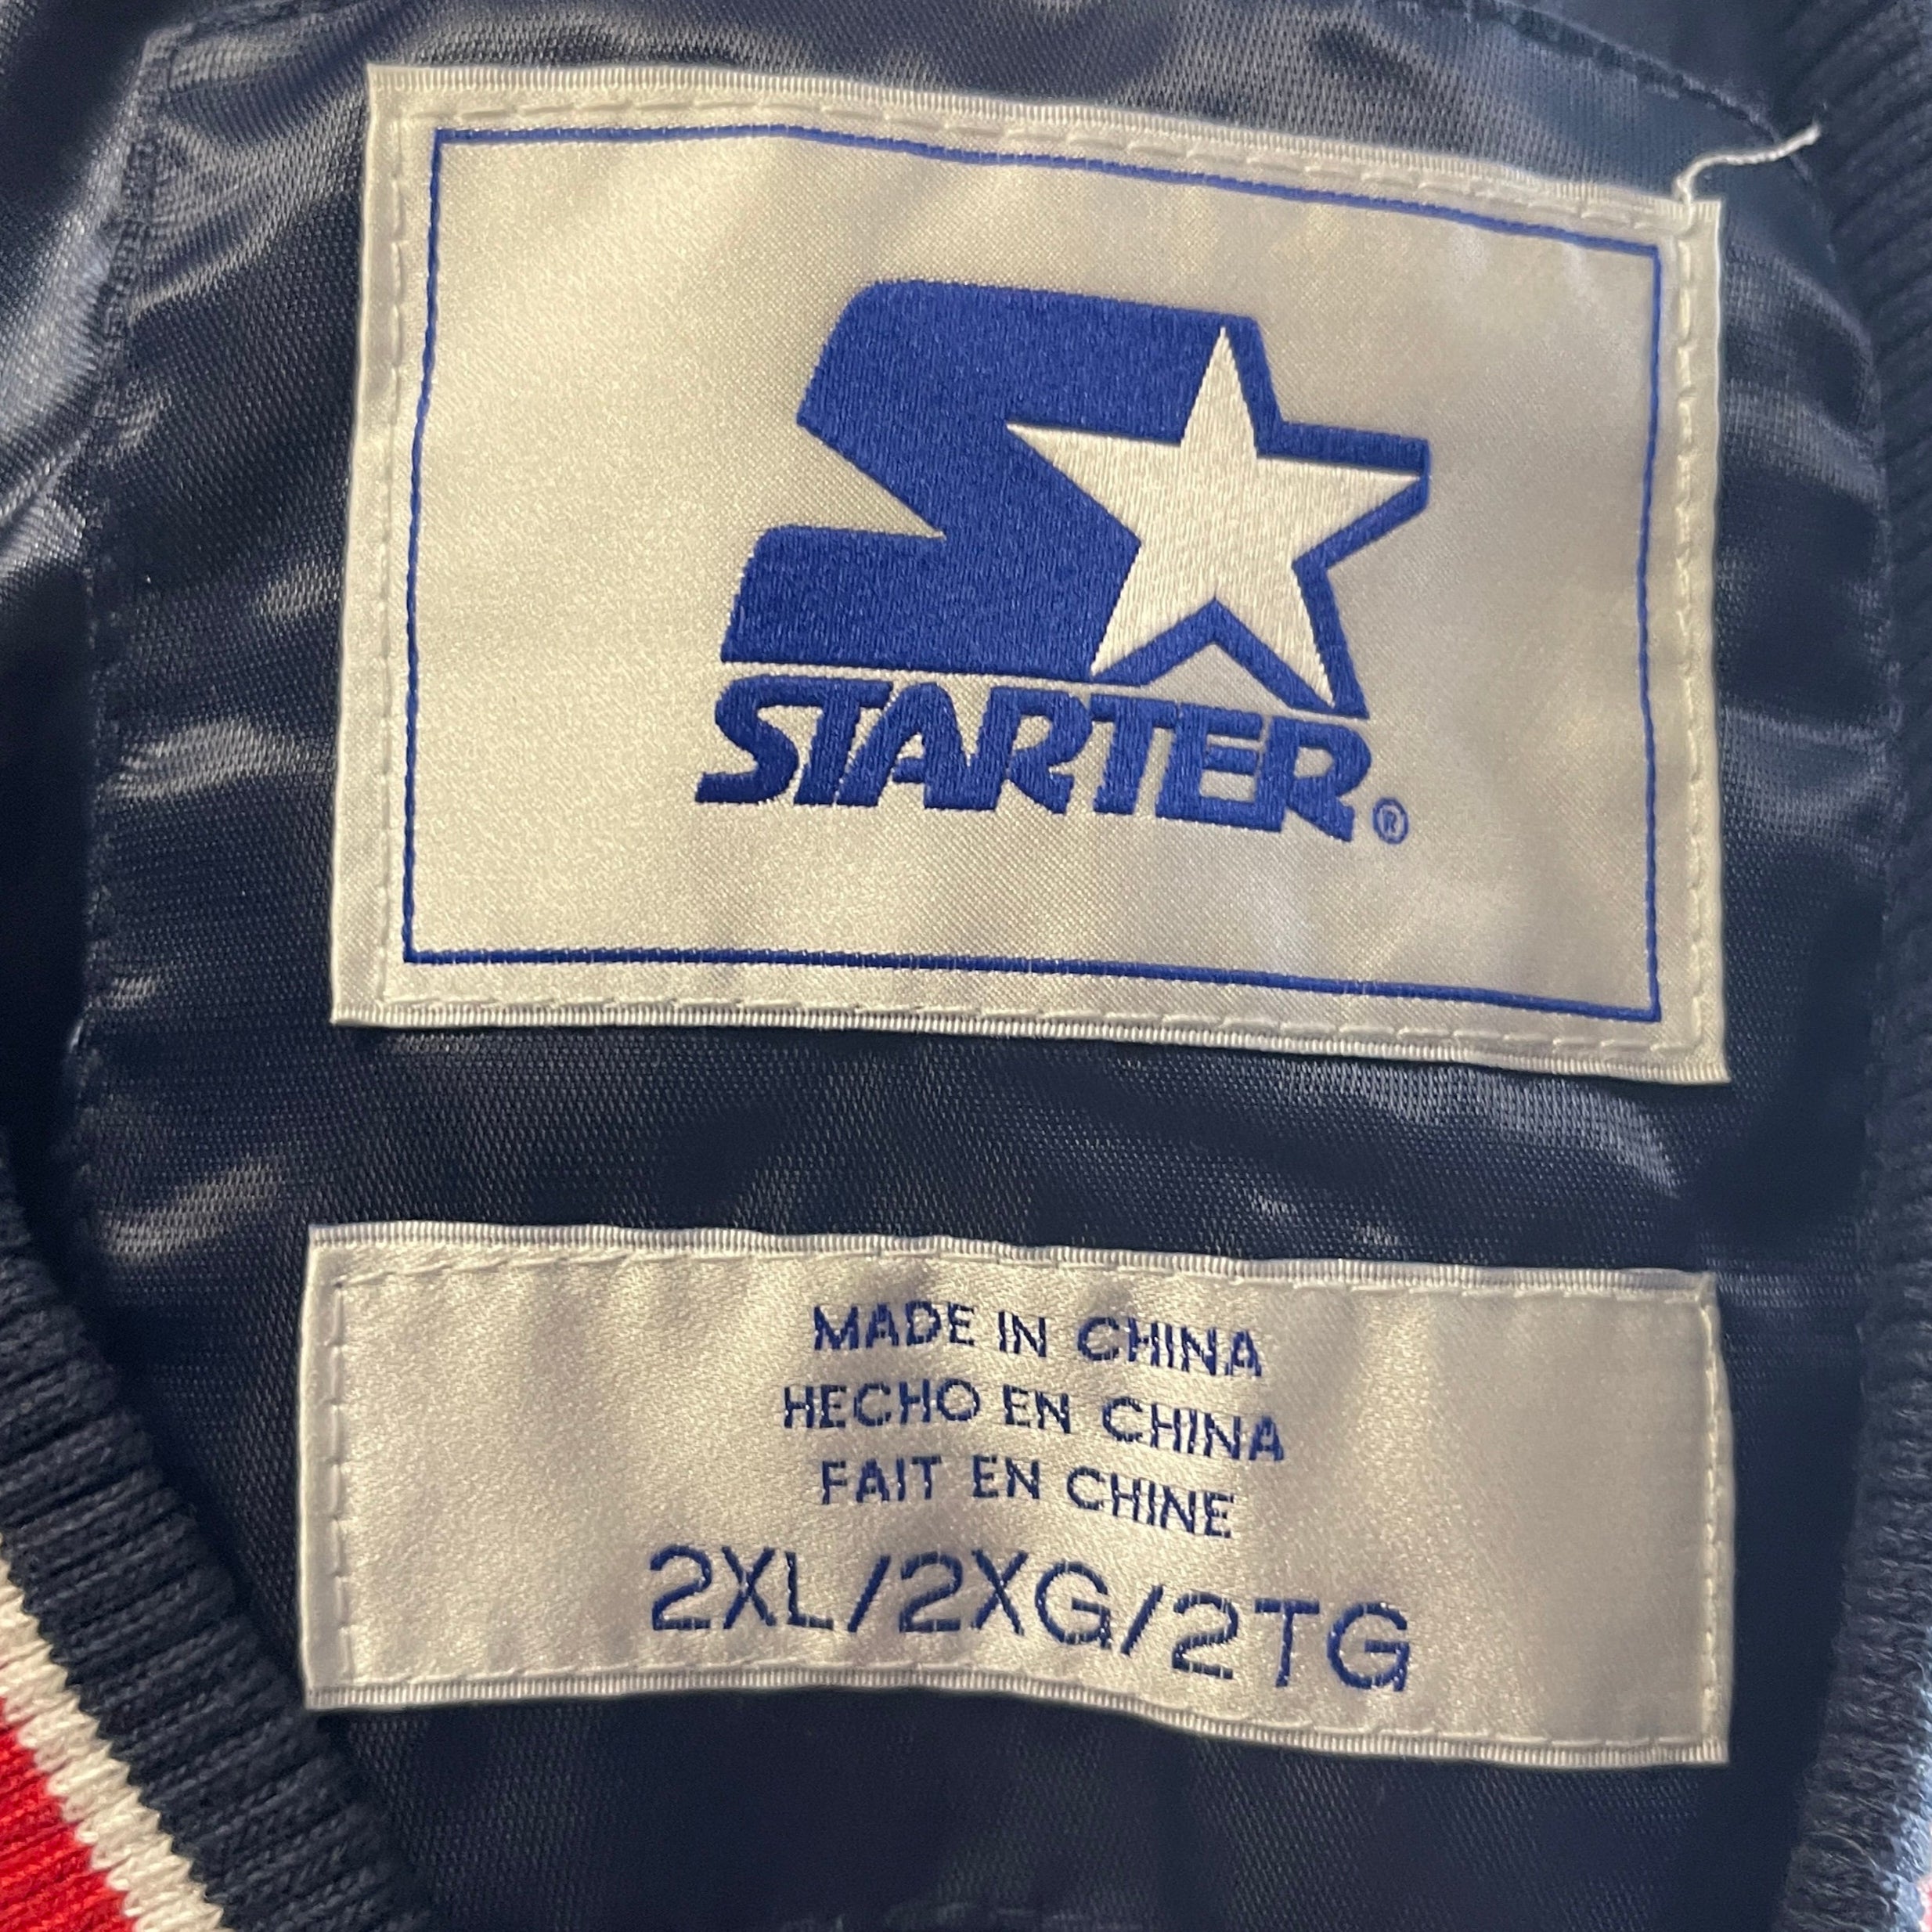 STARTER®
MADE IN CHINA
HECHO EN CHINA
FAIT EN CHINE
2XL/2XG/2TG